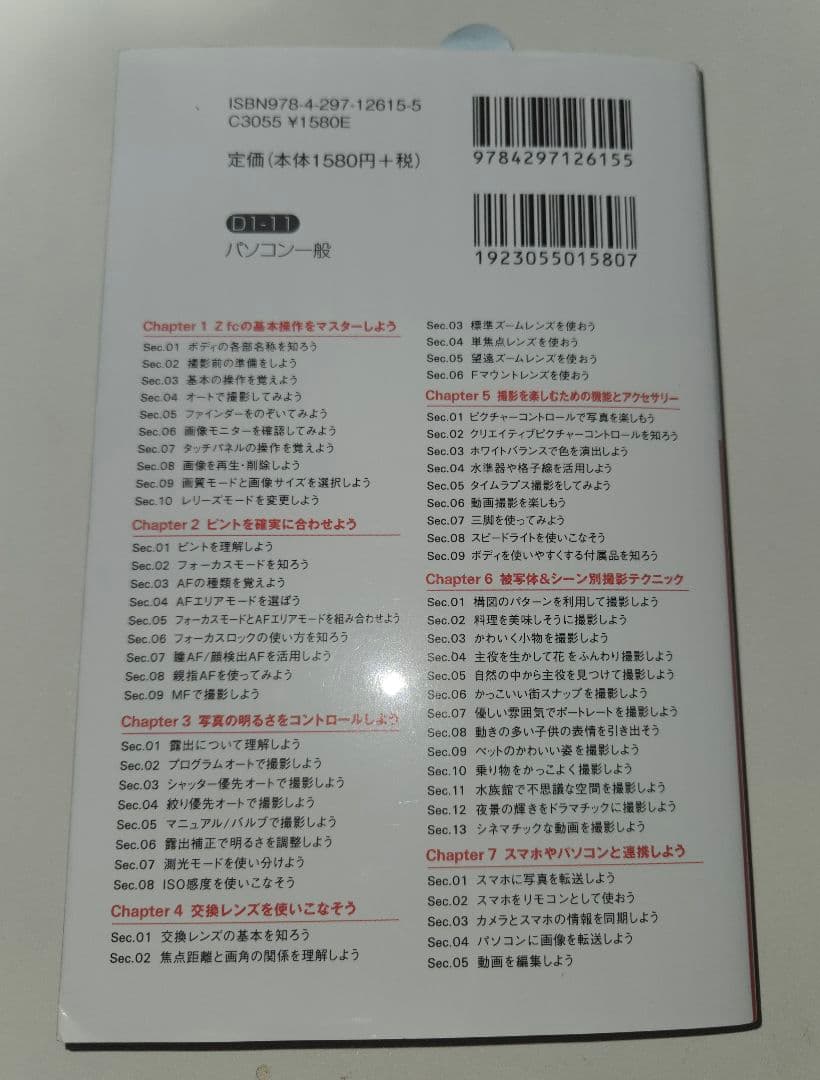 ISBN978-4-297-12615-5
C3055 ¥1580E
定価(本体1580円+税)
9784297126155
D1-11
パソコン一般
1923055015807
Chapter 1 Z fcの基本操作をマスターしよう
Sec.01 ボディの各部名称を知ろう
Sec.02 撮影前の準備をしよう
Sec.03 基本の操作を覚えよう
Sec.04 オートで撮影してみよう
Sec.05 ファインダーをのぞいてみよう
Sec.06 画像モニターを確認してみよう
Sec.07 タッチパネルの操作を覚えよう
Sec.08 画像を再生・削除しよう
Sec.09 画質モードと画像サイズを選択しよう
Sec.10 レリーズモードを変更しよう
Chapter 2 ピントを確実に合わせよう
Sec.01 ピントを理解しよう
Sec.02 フォーカスモードを知ろう
Sec.03 AFの種類を覚えよう
Sec.04 AFエリアモードを選ぼう
Sec.05 フォーカスモードとAFエリアモードを組み合わせよう
Sec.06 フォーカスロックの使い方を知ろう
Sec.07 瞳AF/顔検出AFを活用しよう
Sec.08 親指AFを使ってみよう
Sec.09 MFで撮影しよう
Chapter 3 写真の明るさをコントロールしよう
Sec.01 露出について理解しよう
Sec.02 プログラムオートで撮影しよう
Sec.03 シャッター優先オートで撮影しよう
Sec.04 絞り優先オートで撮影しよう
Sec.05 マニュアル/バルブで撮影しよう
Sec.06 露出補正で明るさを調整しよう
Sec.07 測光モードを使い分けよう
Sec.08 ISO感度を使いこなそう
Chapter 4 交換レンズを使いこなそう
Sec.01 交換レンズの基本を知ろう
Sec.02 焦点距離と画角の関係を理解しよう
Sec.03 標準ズームレンズを使おう
Sec.04 単焦点レンズを使おう
Sec.05 望遠ズームレンズを使おう
Sec.06 Fマウントレンズを使おう
Chapter 5 撮影を楽しむための機能とアクセサリー
Sec.01 ピクチャーコントロールで写真を楽しもう
Sec.02 クリエイティブピクチャーコントロールを知ろう
Sec.03 ホワイトバランスで色を演出しよう
Sec.04 水準器や格子線を活用しよう
Sec.05 タイムラプス撮影をしてみよう
Sec.06 動画撮影を楽しもう
Sec.07 三脚を使ってみよう
Sec.08 スピードライトを使いこなそう
Sec.09 ボディを使いやすくする付属品を知ろう
Chapter 6 被写体&シーン別撮影テクニック
Sec.01 構図のパターンを利用して撮影しよう
Sec.02 料理を美味しそうに撮影しよう
Sec.03 かわいく小物を撮影しよう
Sec.04 主役を生かして花をふんわり撮影しよう
Sec.05 自然の中から主役を見つけて撮影しよう
Sec.06 かっこいい街スナップを撮影しよう
Sec.07 優しい雰囲気でポートレートを撮影しよう
Sec.08 動きの多い子供の表情を引き出そう
Sec.09 ペットのかわいい姿を撮影しよう
Sec.10 乗り物をかっこよく撮影しよう
Sec.11 水族館で不思議な空間を撮影しよう
Sec.12 夜景の輝きをドラマチックに撮影しよう
Sec.13 シネマチックな動画を撮影しよう
Chapter 7 スマホやパソコンと連携しよう
Sec.01 スマホに写真を転送しよう
Sec.02 スマホをリモコンとして使おう
Sec.03 カメラとスマホの情報を同期しよう
Sec.04 パソコンに画像を転送しよう
Sec.05 動画を編集しよう